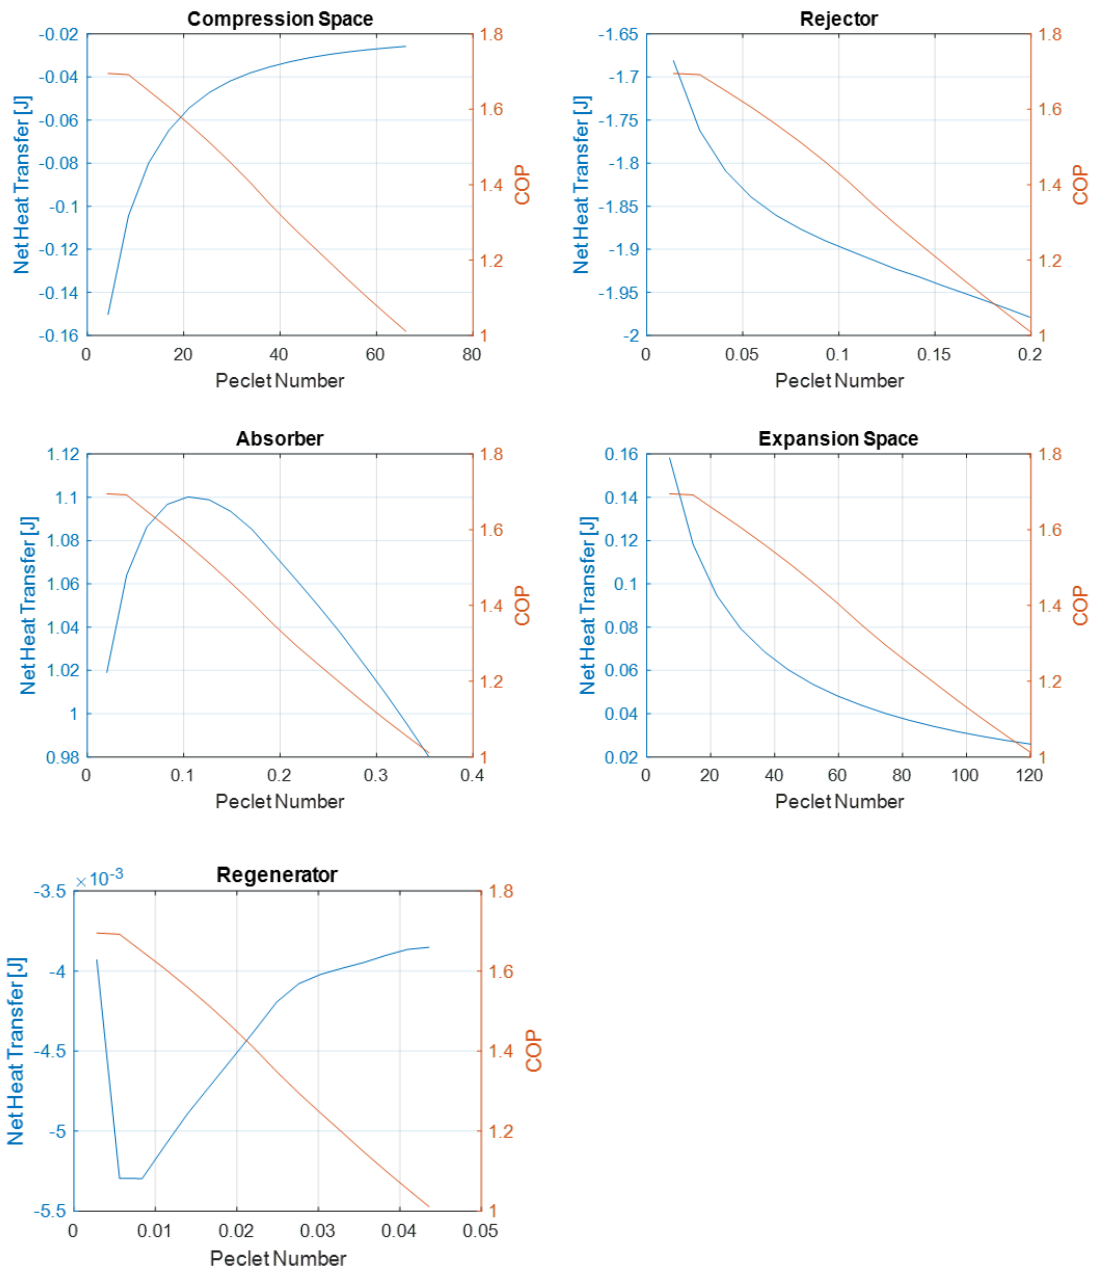 Compression Space
-0.02
-0.04
-0.06
-0.08
-0.1
-0.12
-0.14
-0.16
Net Heat Transfer [J]
1.8
1.6
1.4
1.2
1
COP
0 20 40 60 80
Peclet Number
Rejector
-1.65
-1.7
-1.75
-1.8
-1.85
-1.9
-1.95
-2
Net Heat Transfer [J]
1.8
1.6
1.4
1.2
1
COP
0 0.05 0.1 0.15 0.2
Peclet Number
Absorber
1.12
1.1
1.08
1.06
1.04
1.02
1
0.98
Net Heat Transfer [J]
1.8
1.6
1.4
1.2
1
COP
0 0.1 0.2 0.3 0.4
Peclet Number
Expansion Space
0.16
0.14
0.12
0.1
0.08
0.06
0.04
0.02
Net Heat Transfer [J]
1.8
1.6
1.4
1.2
1
COP
0 20 40 60 80 100 120
Peclet Number
Regenerator
×10⁻³
-3.5
-4
-4.5
-5
-5.5
Net Heat Transfer [J]
1.8
1.6
1.4
1.2
1
COP
0 0.01 0.02 0.03 0.04 0.05
Peclet Number